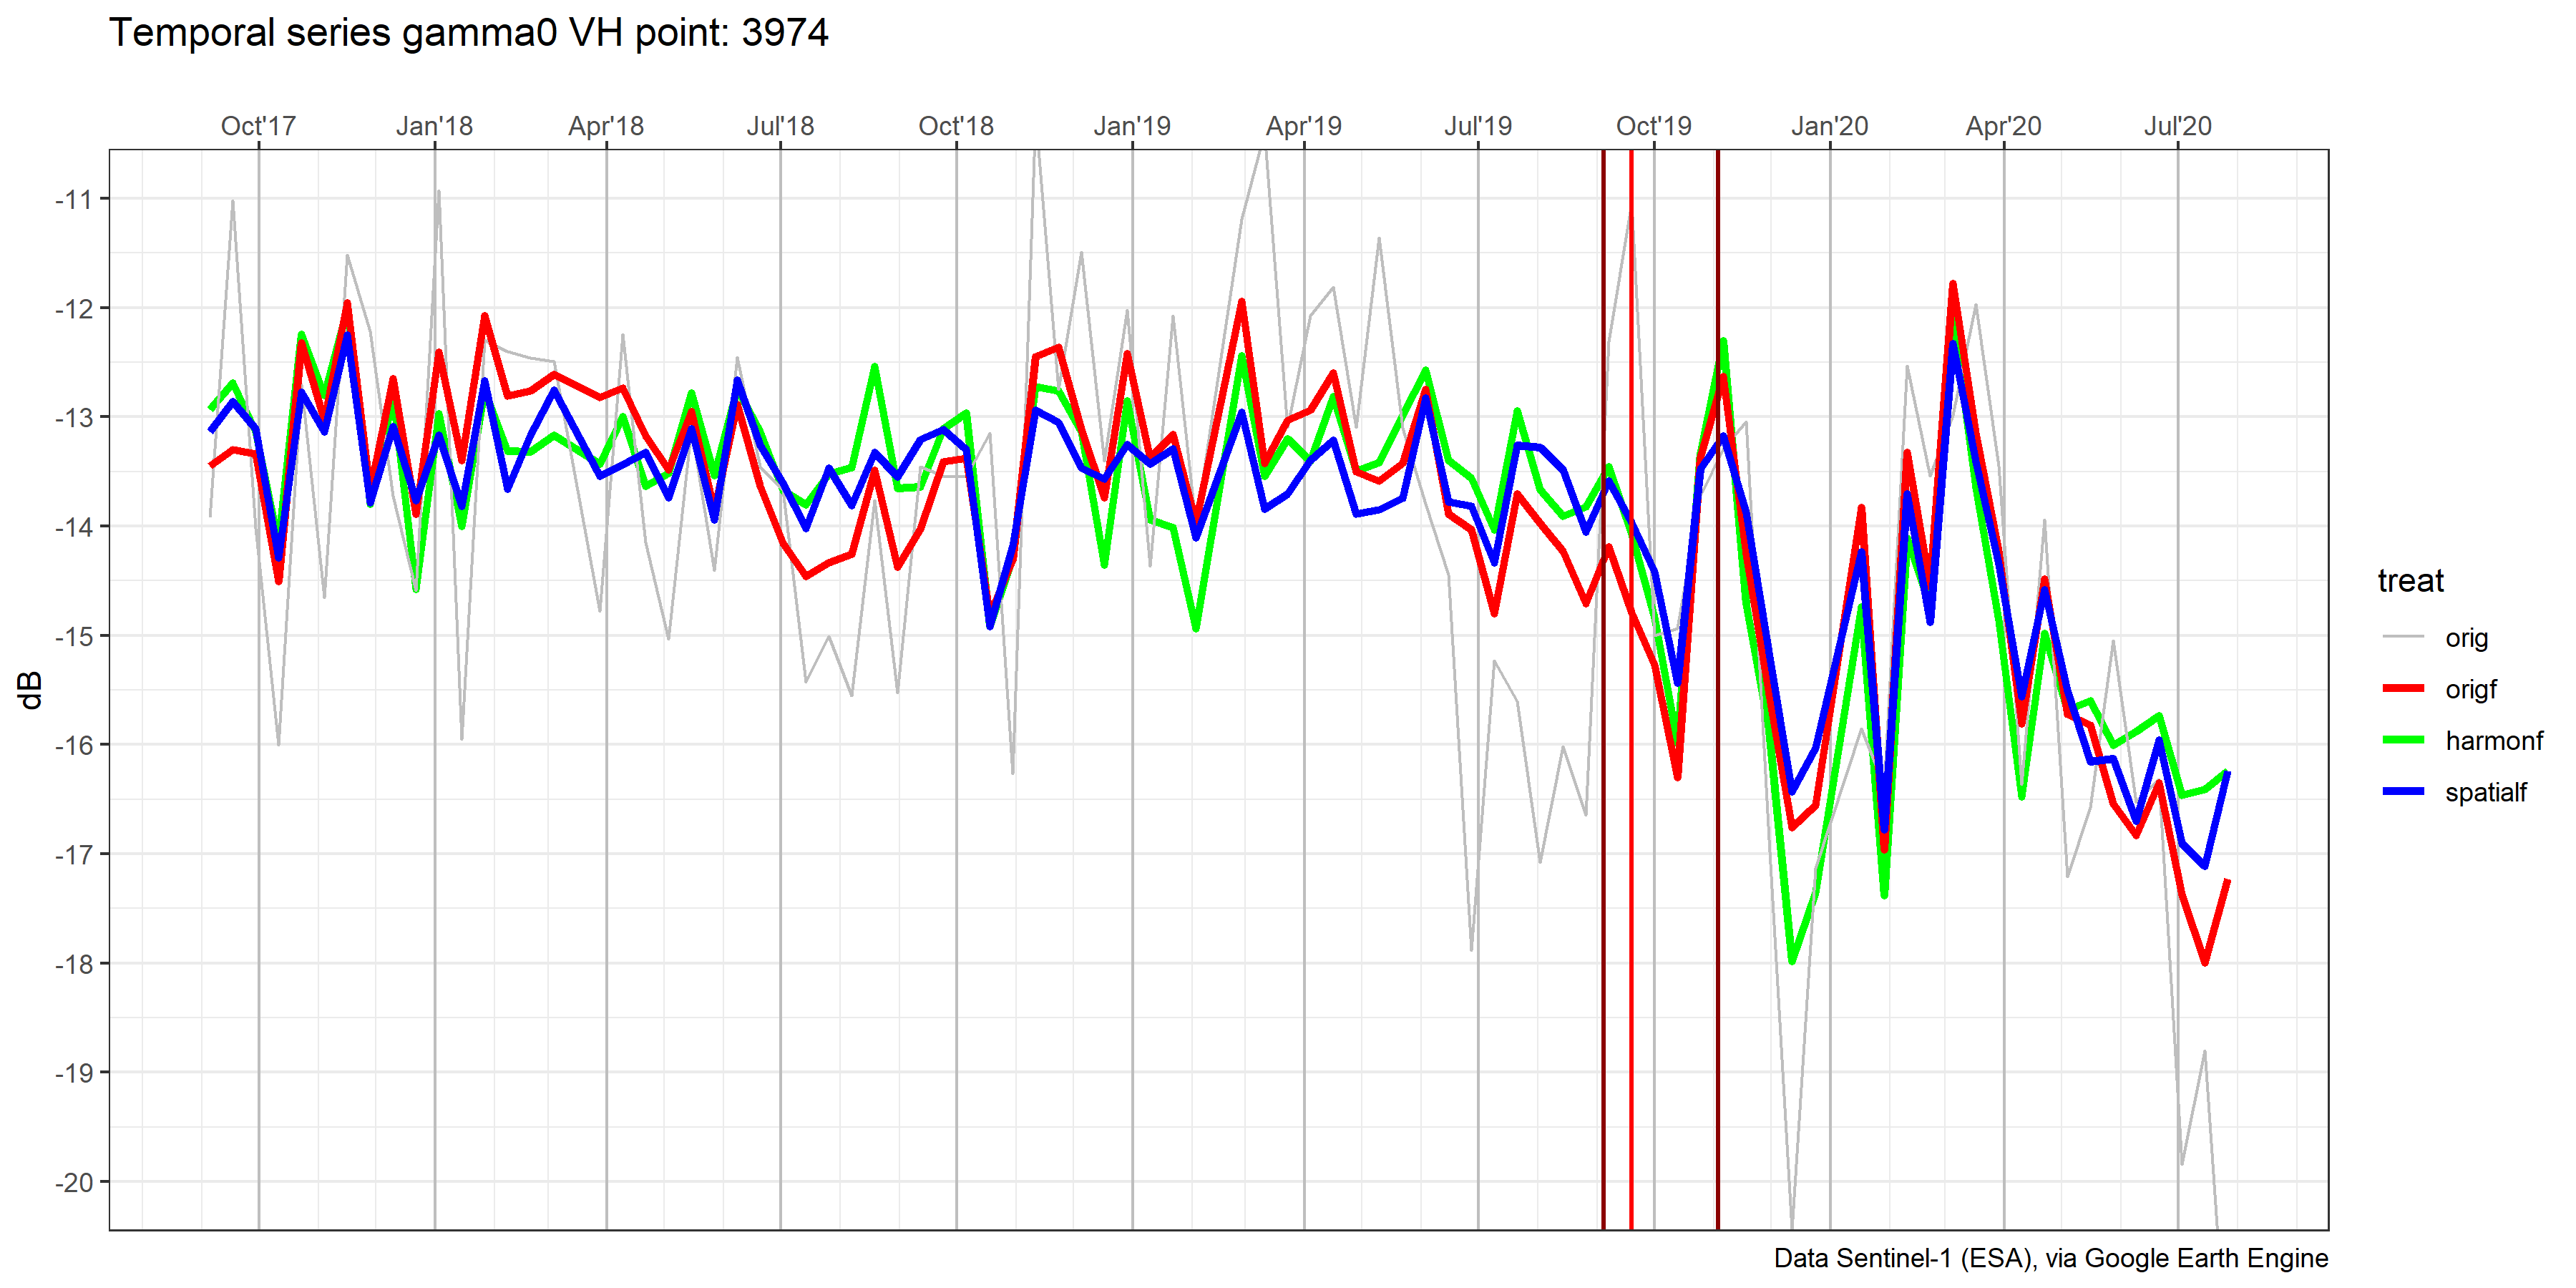 Temporal series gamma0 VH point: 3974
Oct'17 Jan'18 Apr'18 Jul'18 Oct'18 Jan'19 Apr'19 Jul'19 Oct'19 Jan'20 Apr'20 Jul'20
-11
-12
-13
-14
-15
-16
-17
-18
-19
-20
dB
treat
orig
origf
harmonf
spatialf
Data Sentinel-1 (ESA), via Google Earth Engine